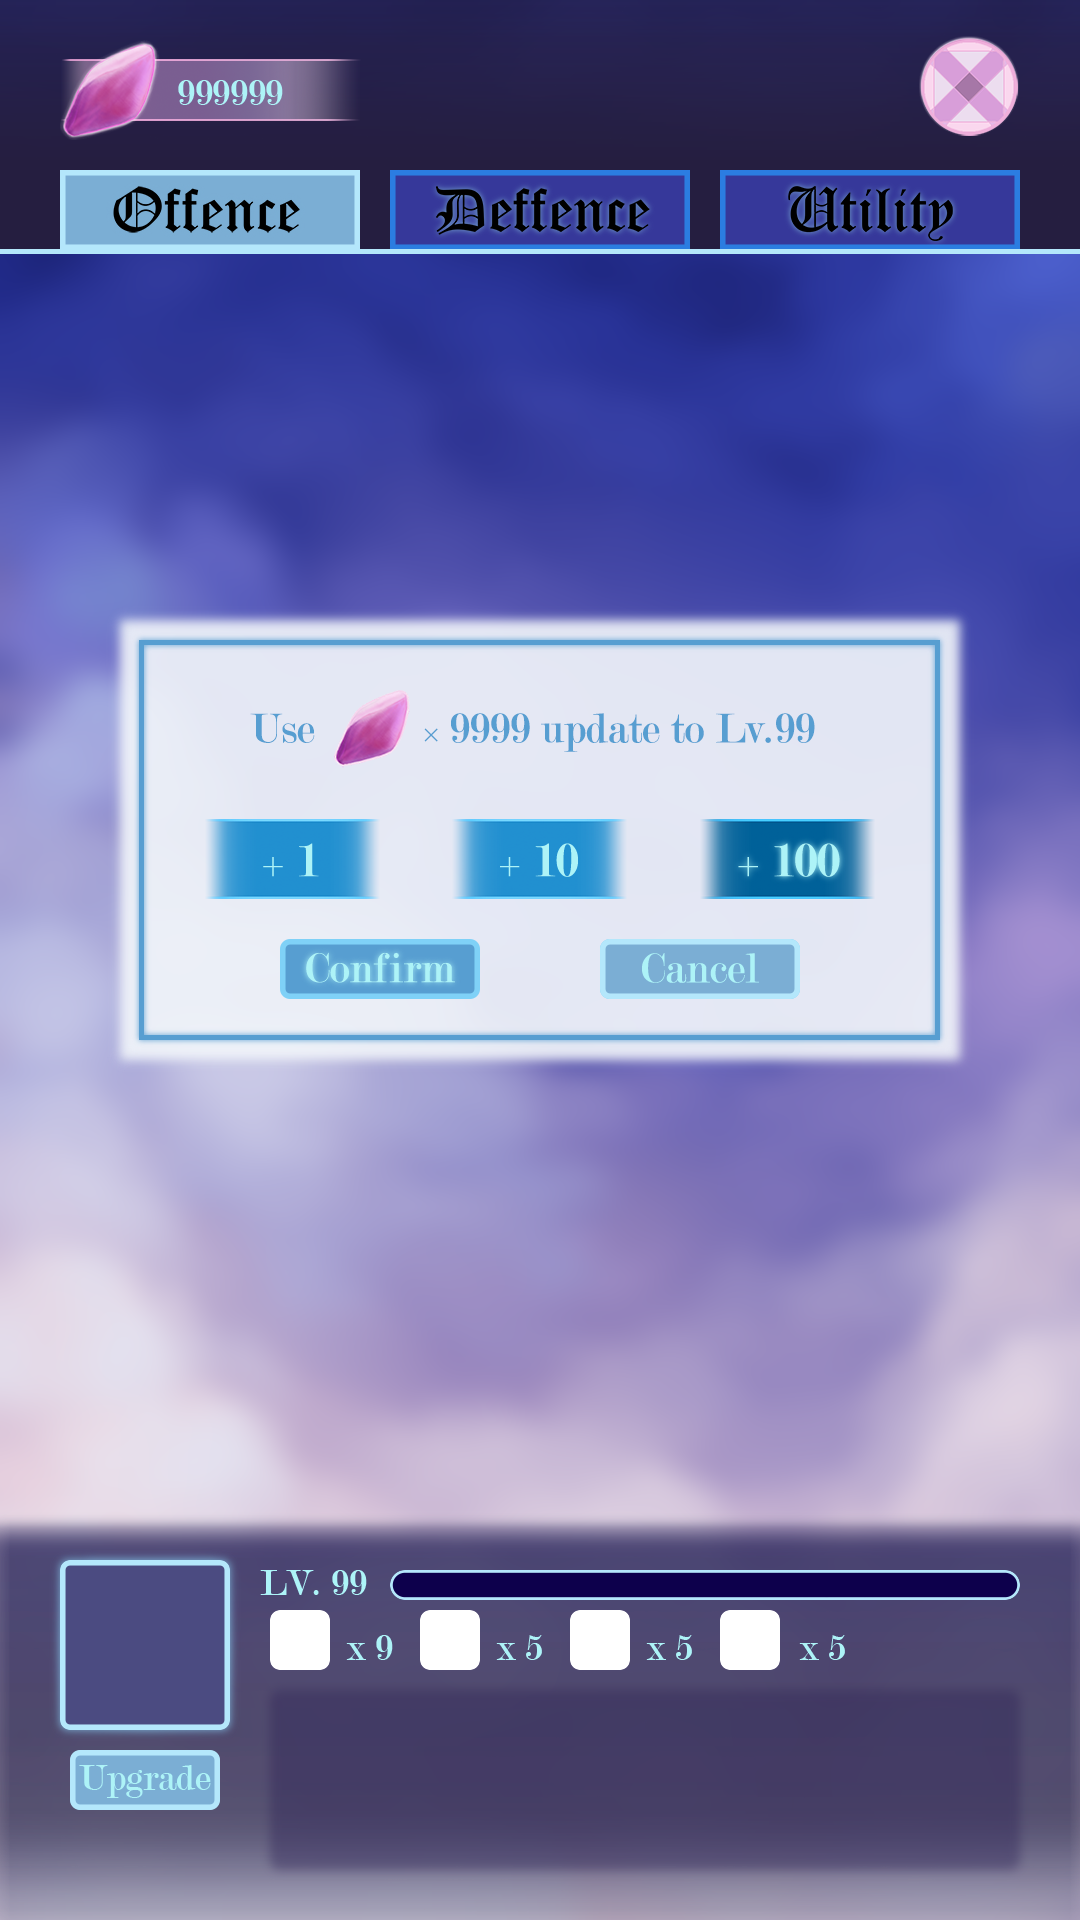 999999
Offence Deffence Utility
Use × 9999 update to Lv.99
+ 1 + 10 + 100
Confirm Cancel
LV. 99
x 9 x 5 x 5 x 5
Upgrade